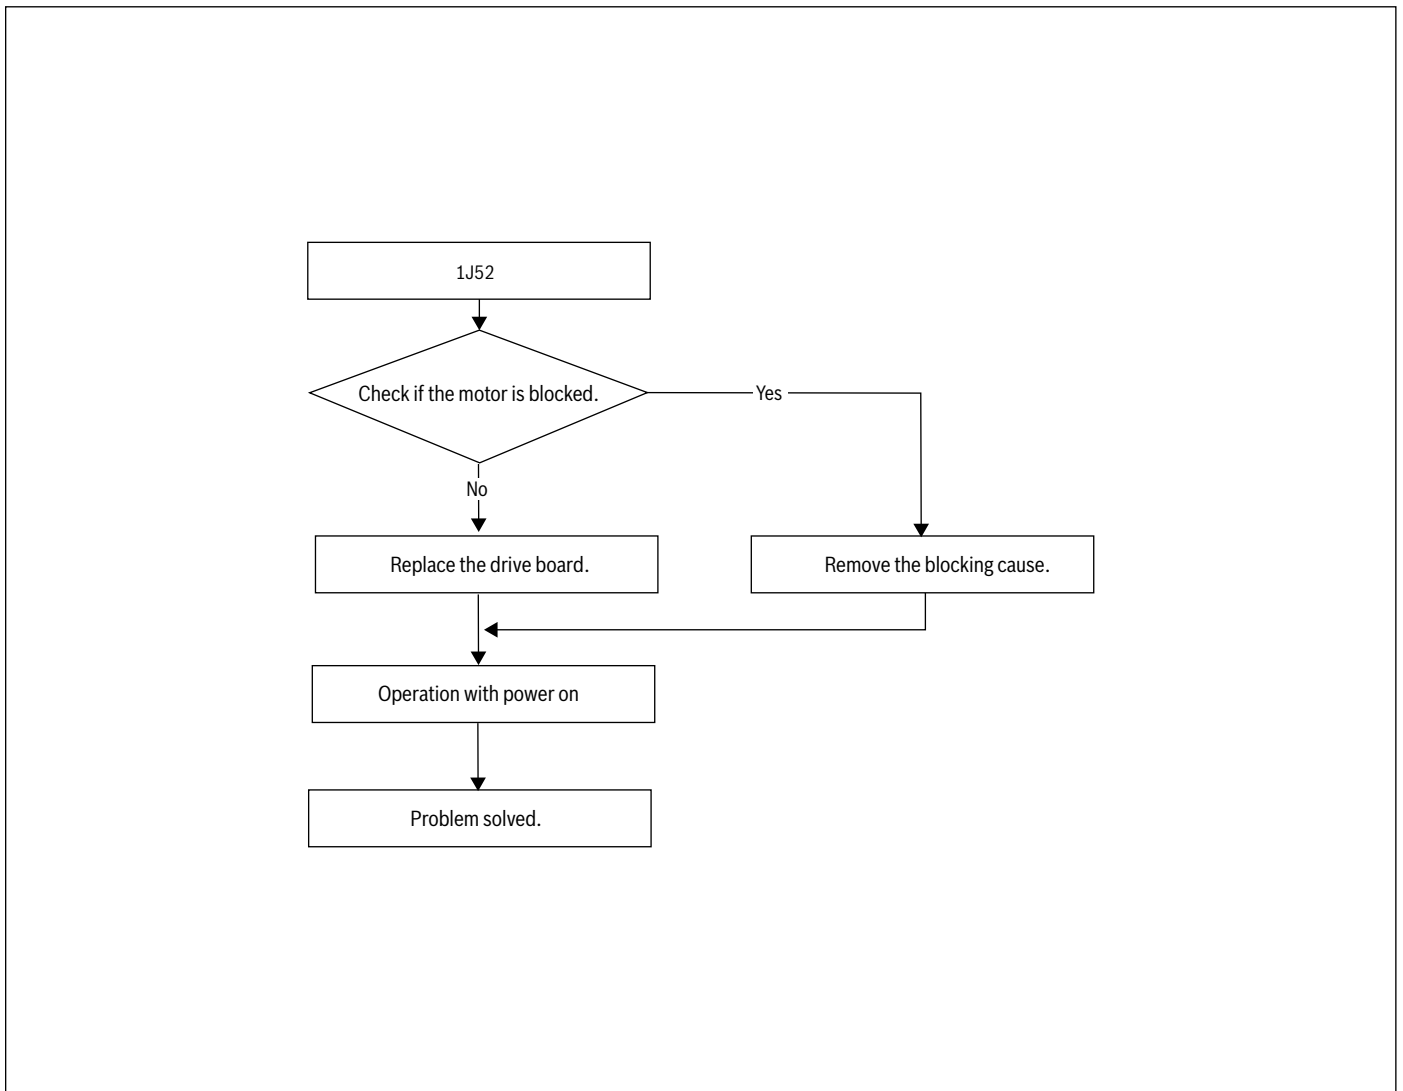 1J52
Check if the motor is blocked.
Yes
No
Replace the drive board.
Remove the blocking cause.
Operation with power on
Problem solved.